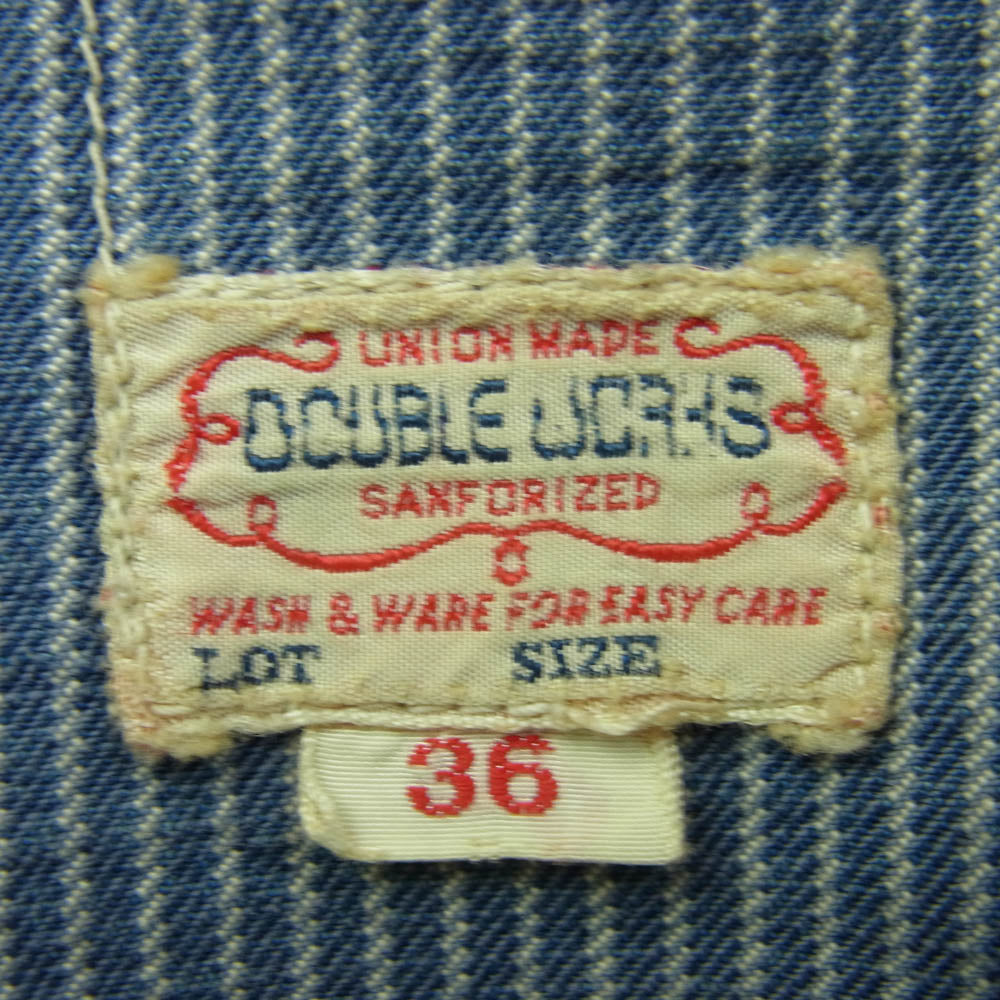 UNION MADE
DOUBLE WORKS
SANFORIZED
WASH & WARE FOR EASY CARE
LOT SIZE
36